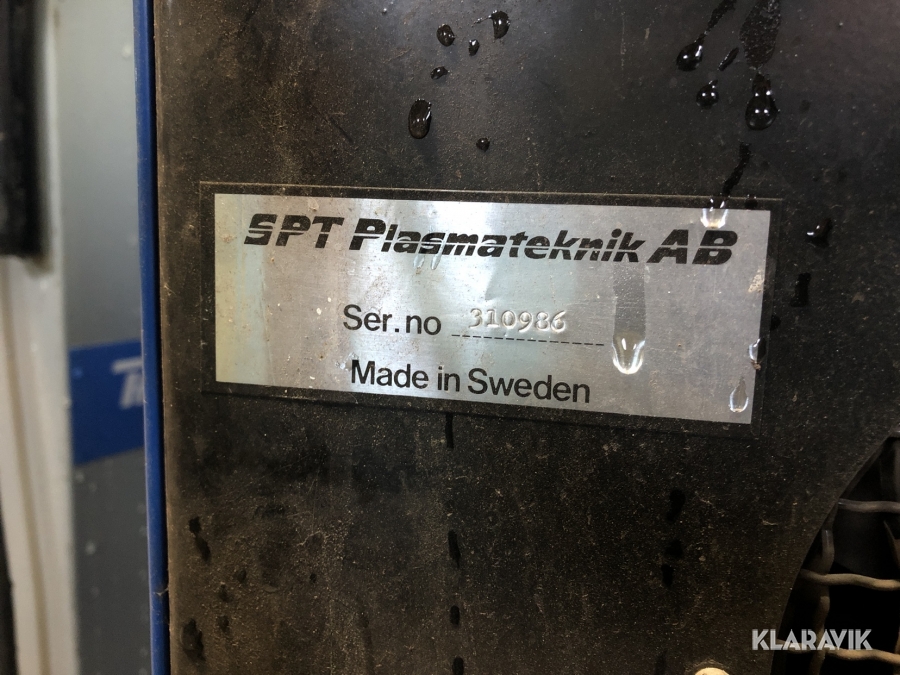 SPT Plasmateknik AB
Ser. no 310986
Made in Sweden
KLARAVIK